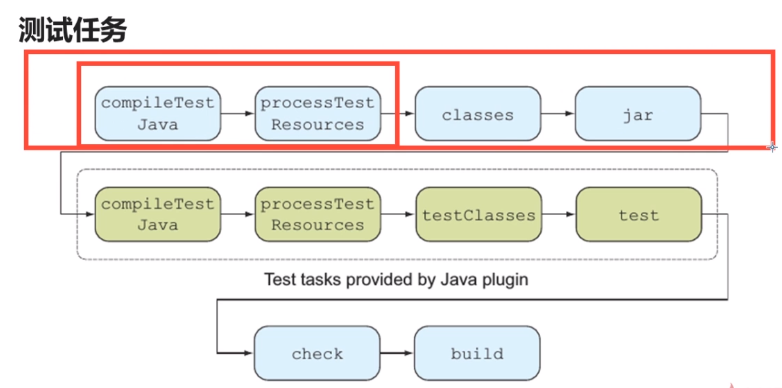 测试任务
compileTest
Java
processTest
Resources
classes
jar
compileTest
Java
processTest
Resources
testClasses
test
Test tasks provided by Java plugin
check
build